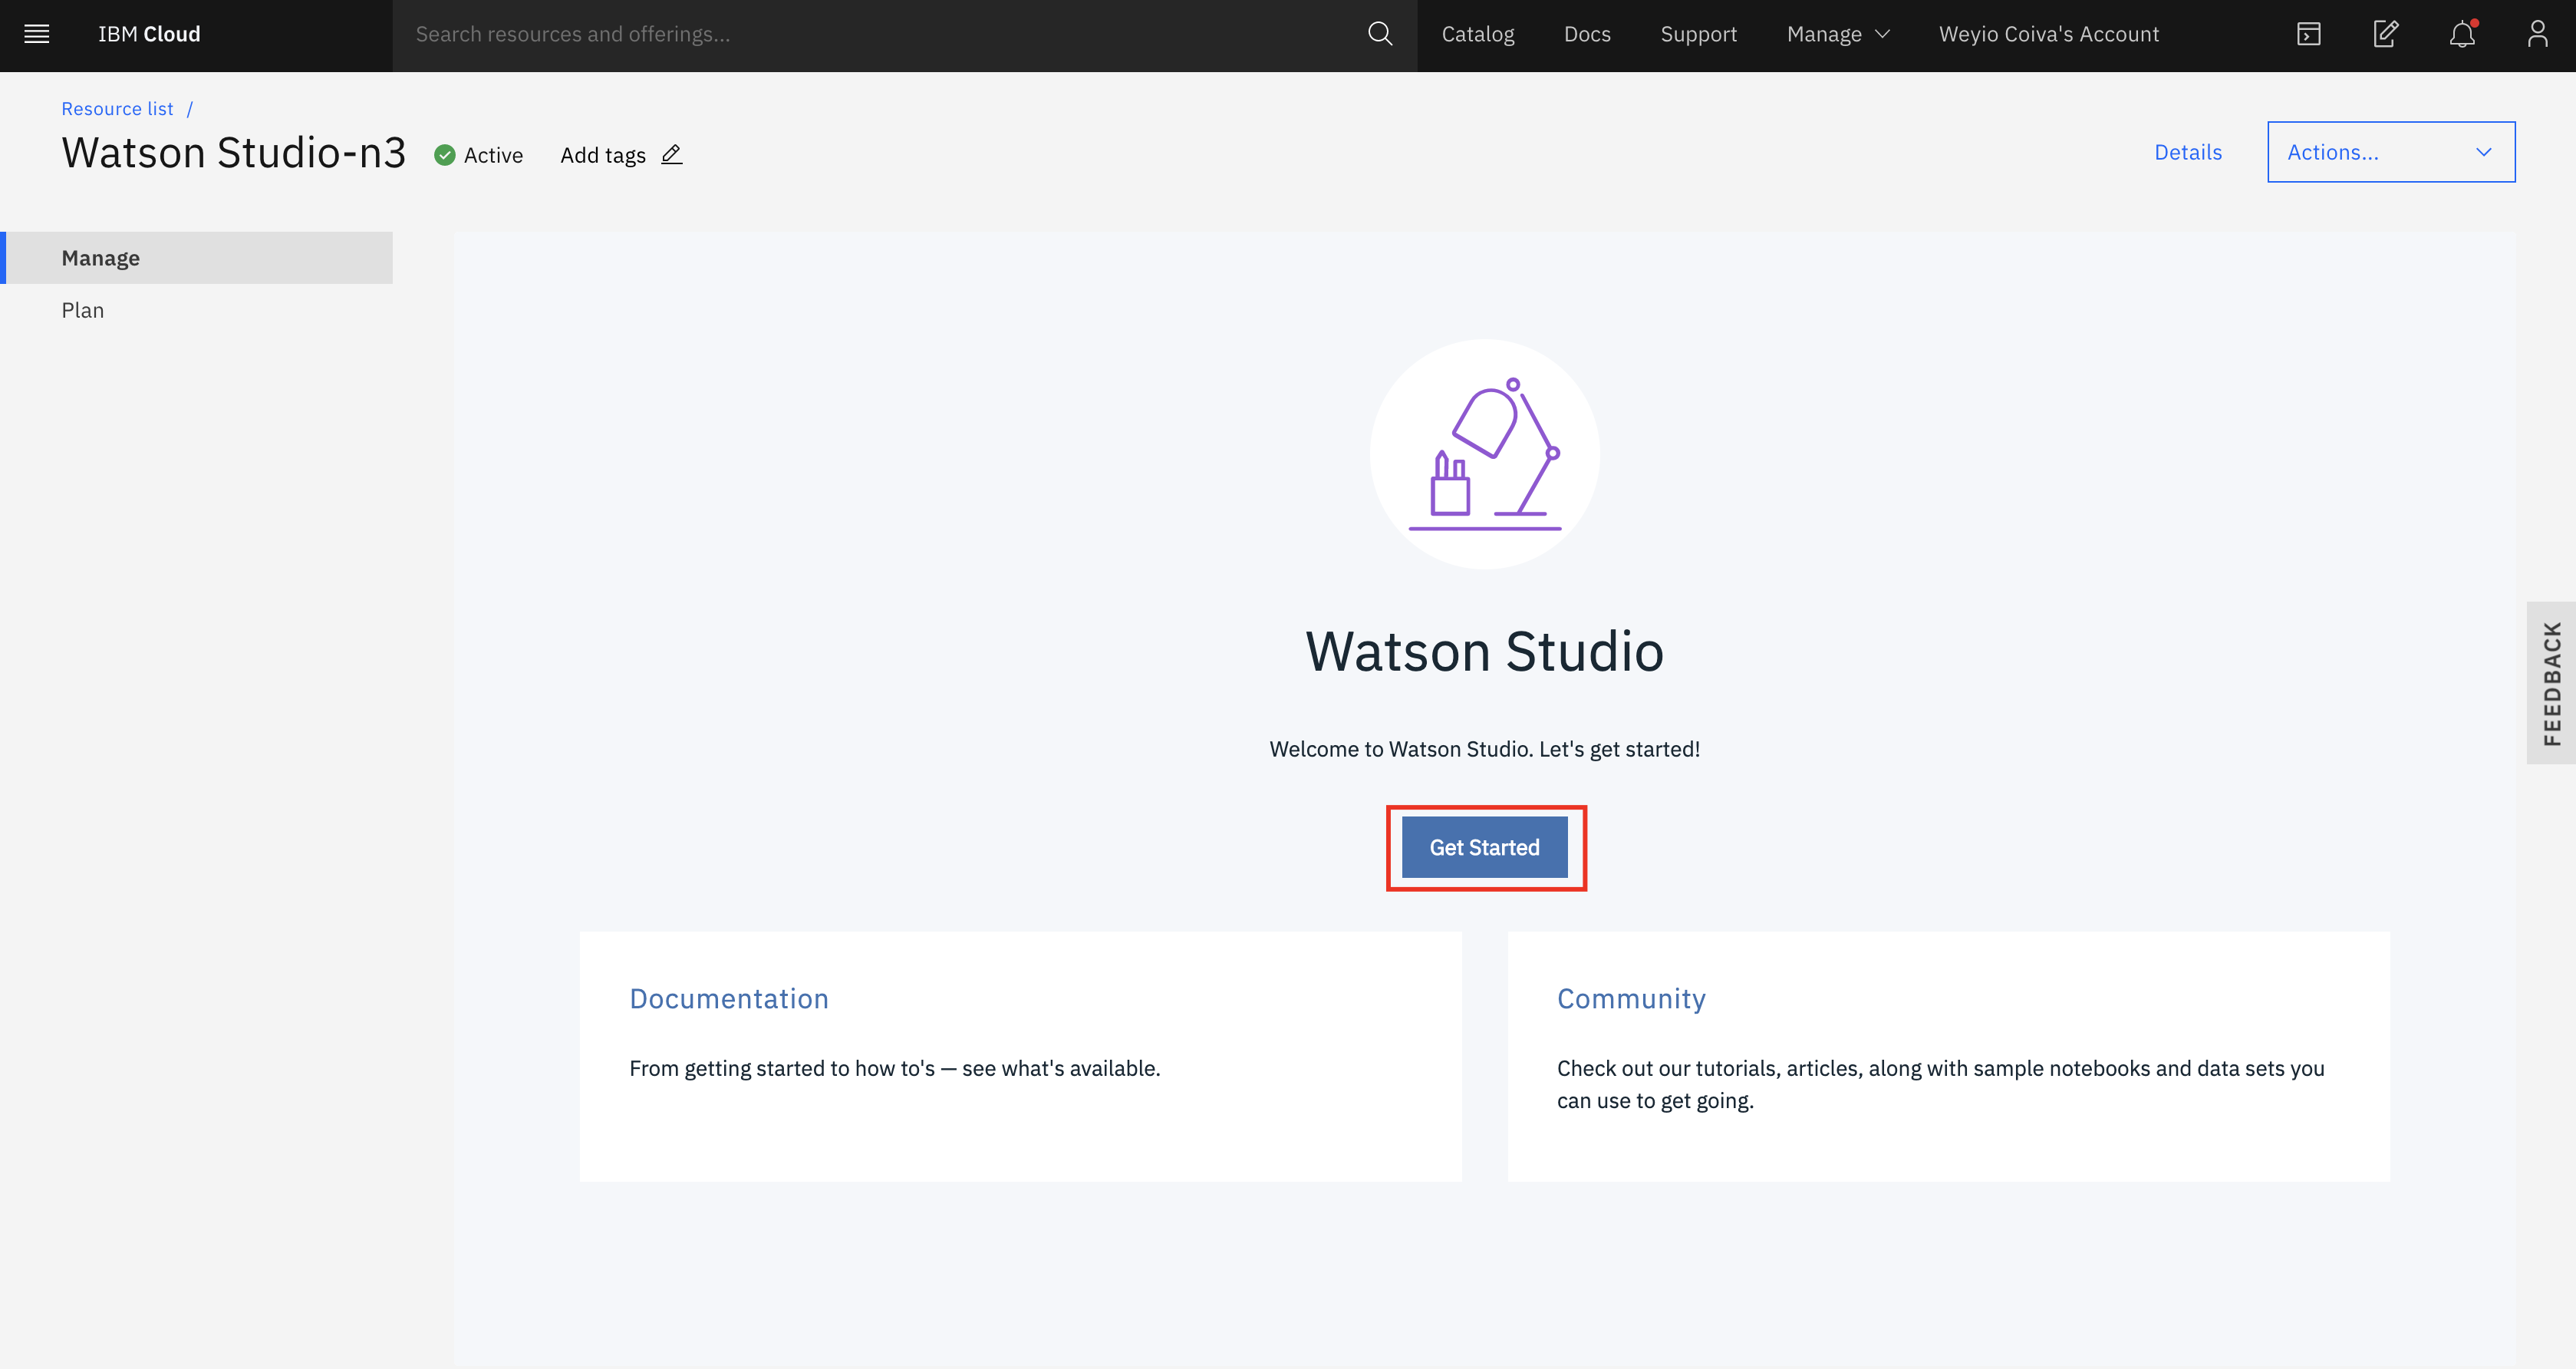 IBM Cloud
Search resources and offerings...
Catalog
Docs
Support
Manage
Weyio Coiva's Account
Resource list /
Watson Studio-n3
Active
Add tags
Details
Actions...
Manage
Plan
Watson Studio
Welcome to Watson Studio. Let's get started!
Get Started
FEEDBACK
Documentation
From getting started to how to's — see what's available.
Community
Check out our tutorials, articles, along with sample notebooks and data sets you
can use to get going.